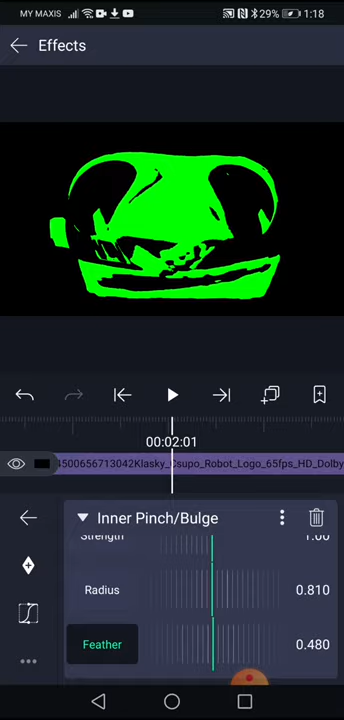 MY MAXIS 29% 1:18
Effects
00:02:01
4500656713042Klasky_Csupo_Robot_Logo_65fps_HD_Dolby
Inner Pinch/Bulge
Strength 1.00
Radius 0.810
Feather 0.480